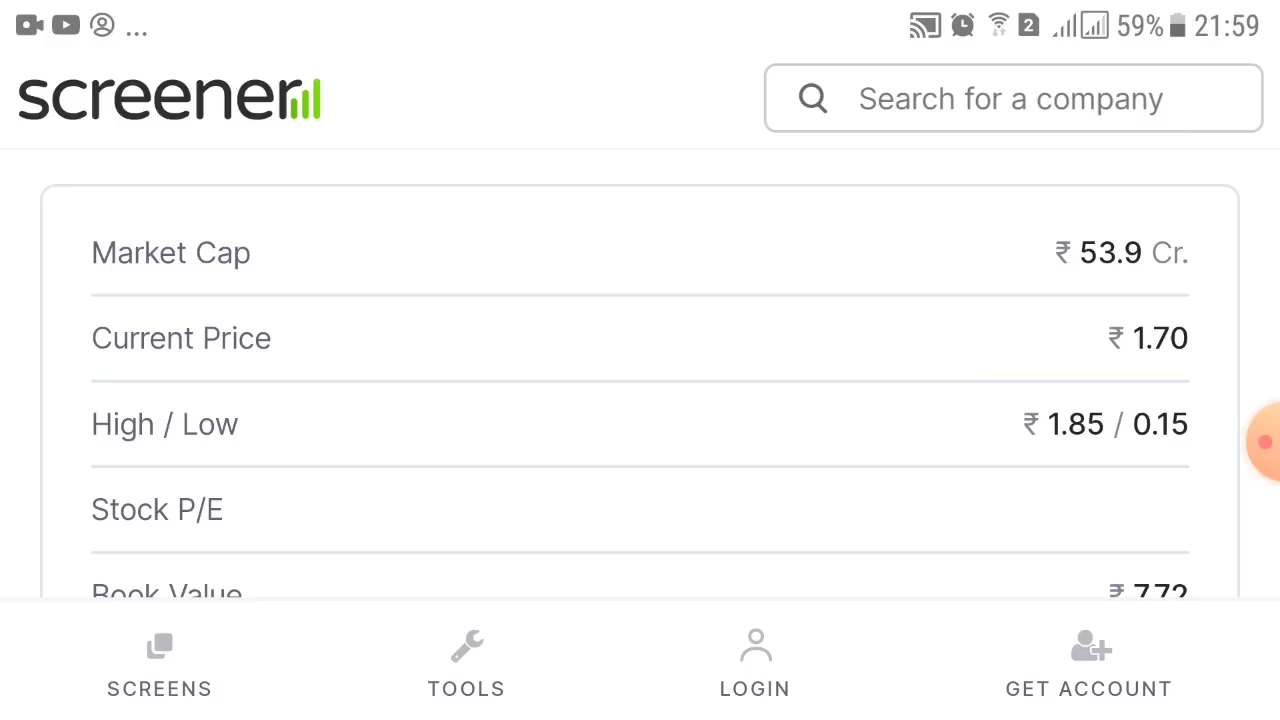 ... 2 59% 21:59
screener Search for a company
Market Cap ₹ 53.9 Cr.
Current Price ₹ 1.70
High / Low ₹ 1.85 / 0.15
Stock P/E
Book Value ₹ 7.72
SCREENS TOOLS LOGIN GET ACCOUNT